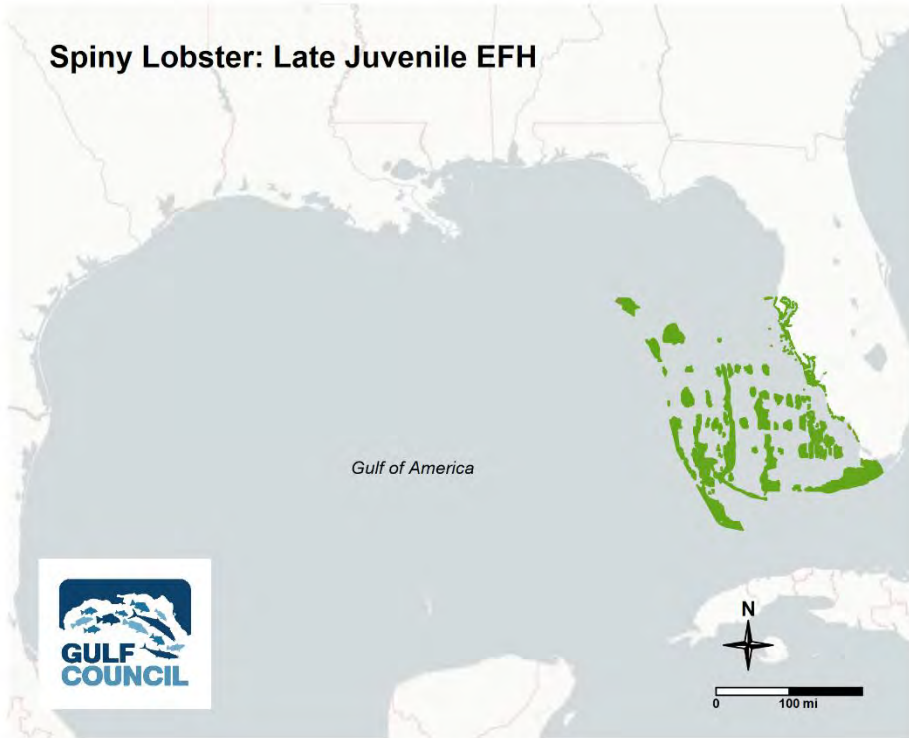 Spiny Lobster: Late Juvenile EFH
Gulf of America
GULF
COUNCIL
N
0 100 mi